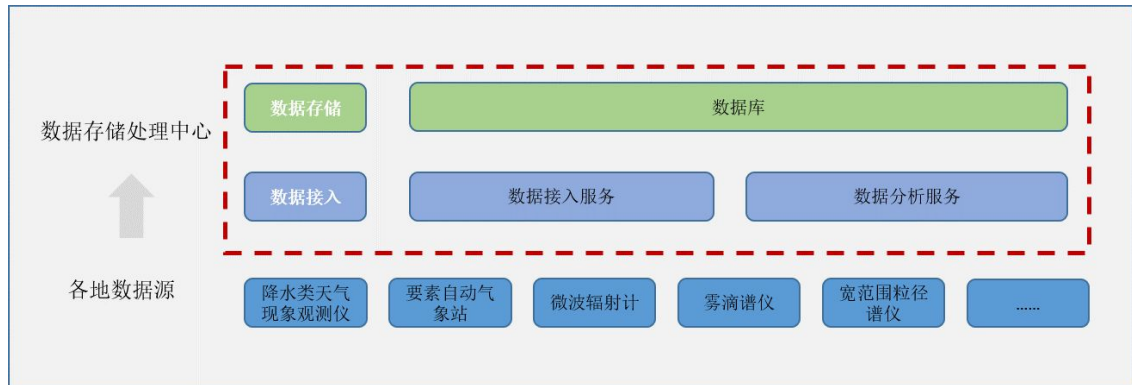 数据存储
数据库
数据存储处理中心
数据接入
数据接入服务
数据分析服务
各地数据源
降水类天气
现象观测仪
要素自动气
象站
微波辐射计
雾滴谱仪
宽范围粒径
谱仪
......